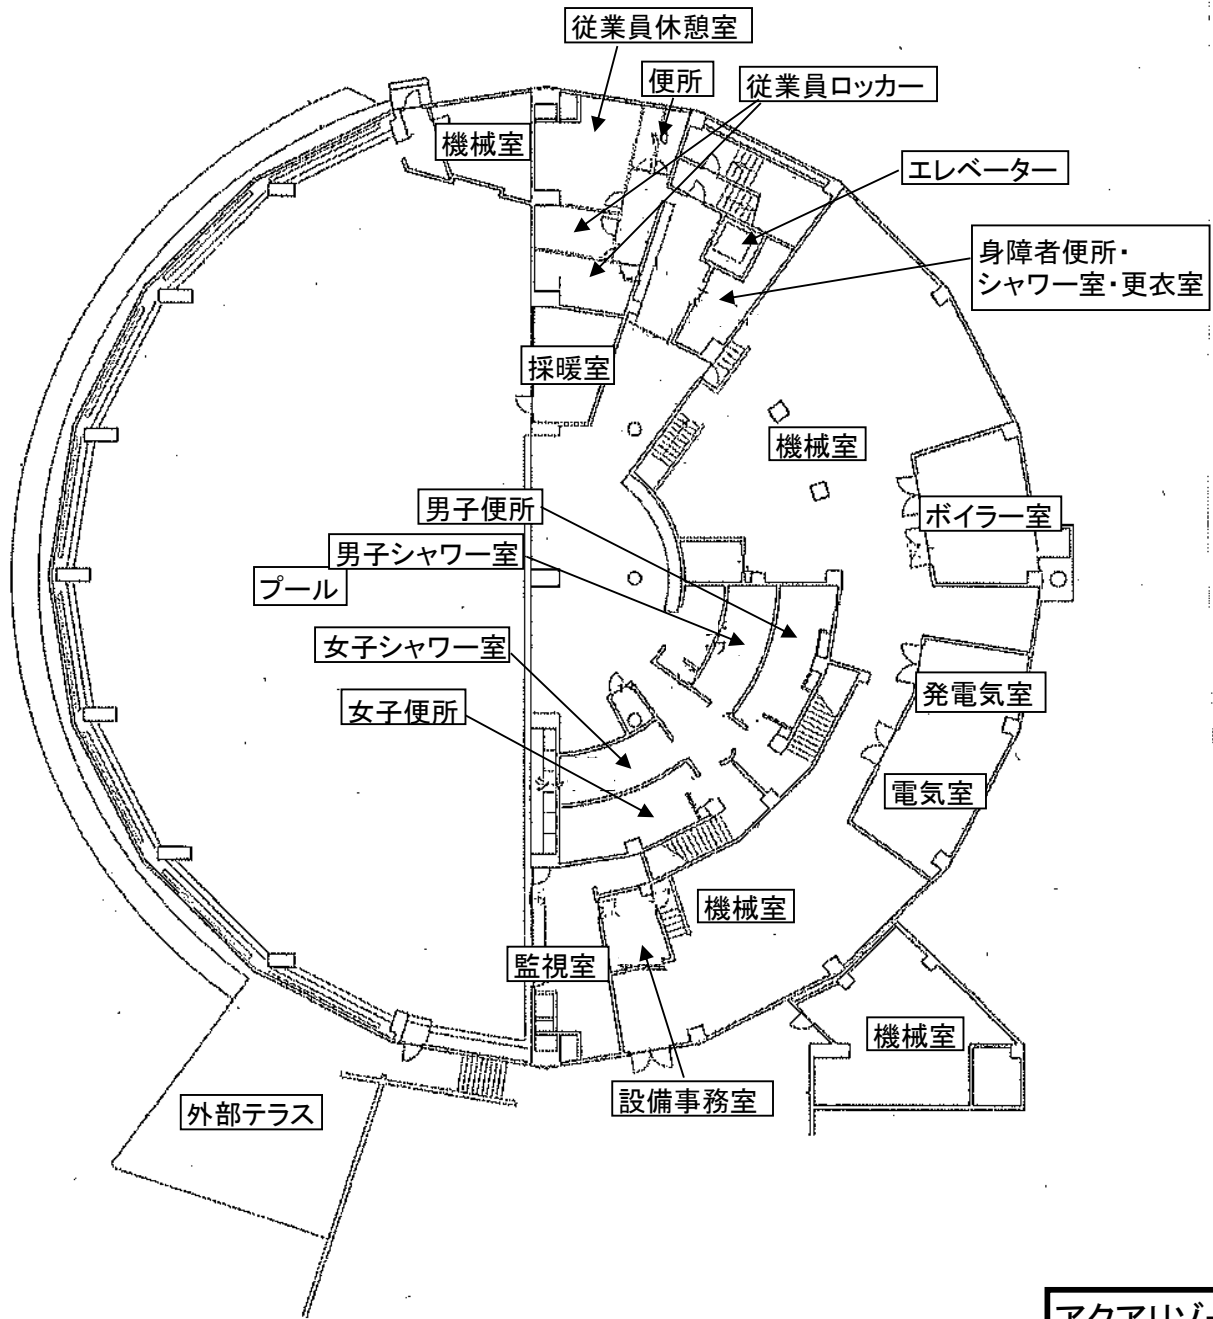 従業員休憩室
便所
従業員ロッカー
機械室
エレベーター
身障者便所・
シャワー室・更衣室
採暖室
機械室
男子便所
ボイラー室
男子シャワー室
プール
女子シャワー室
発電気室
女子便所
電気室
機械室
監視室
機械室
設備事務室
外部テラス
アクアリゾ